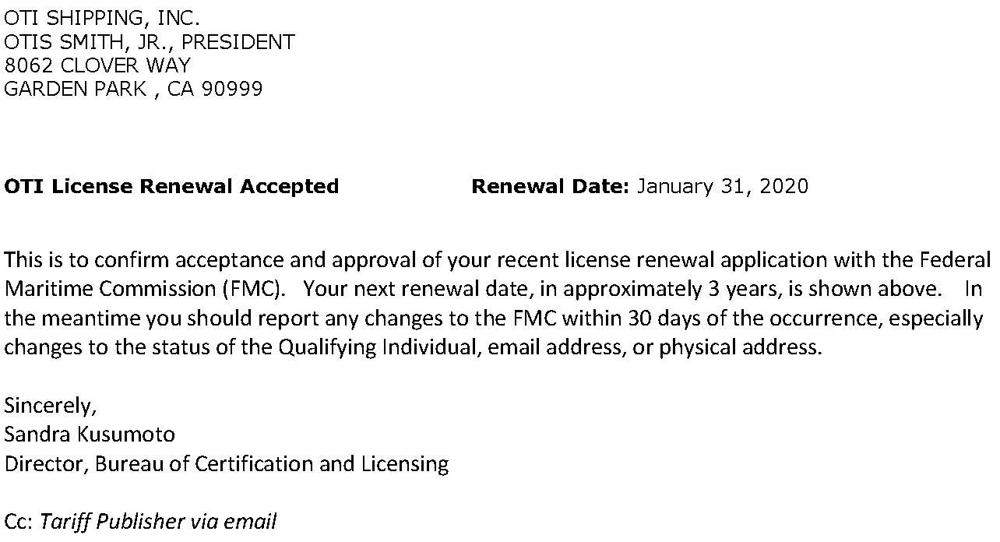 OTI SHIPPING, INC.
OTIS SMITH, JR., PRESIDENT
8062 CLOVER WAY
GARDEN PARK , CA 90999
OTI License Renewal Accepted Renewal Date: January 31, 2020
This is to confirm acceptance and approval of your recent license renewal application with the Federal
Maritime Commission (FMC).   Your next renewal date, in approximately 3 years, is shown above.    In
the meantime you should report any changes to the FMC within 30 days of the occurrence, especially
changes to the status of the Qualifying Individual, email address, or physical address.
Sincerely,
Sandra Kusumoto
Director, Bureau of Certification and Licensing
Cc: Tariff Publisher via email